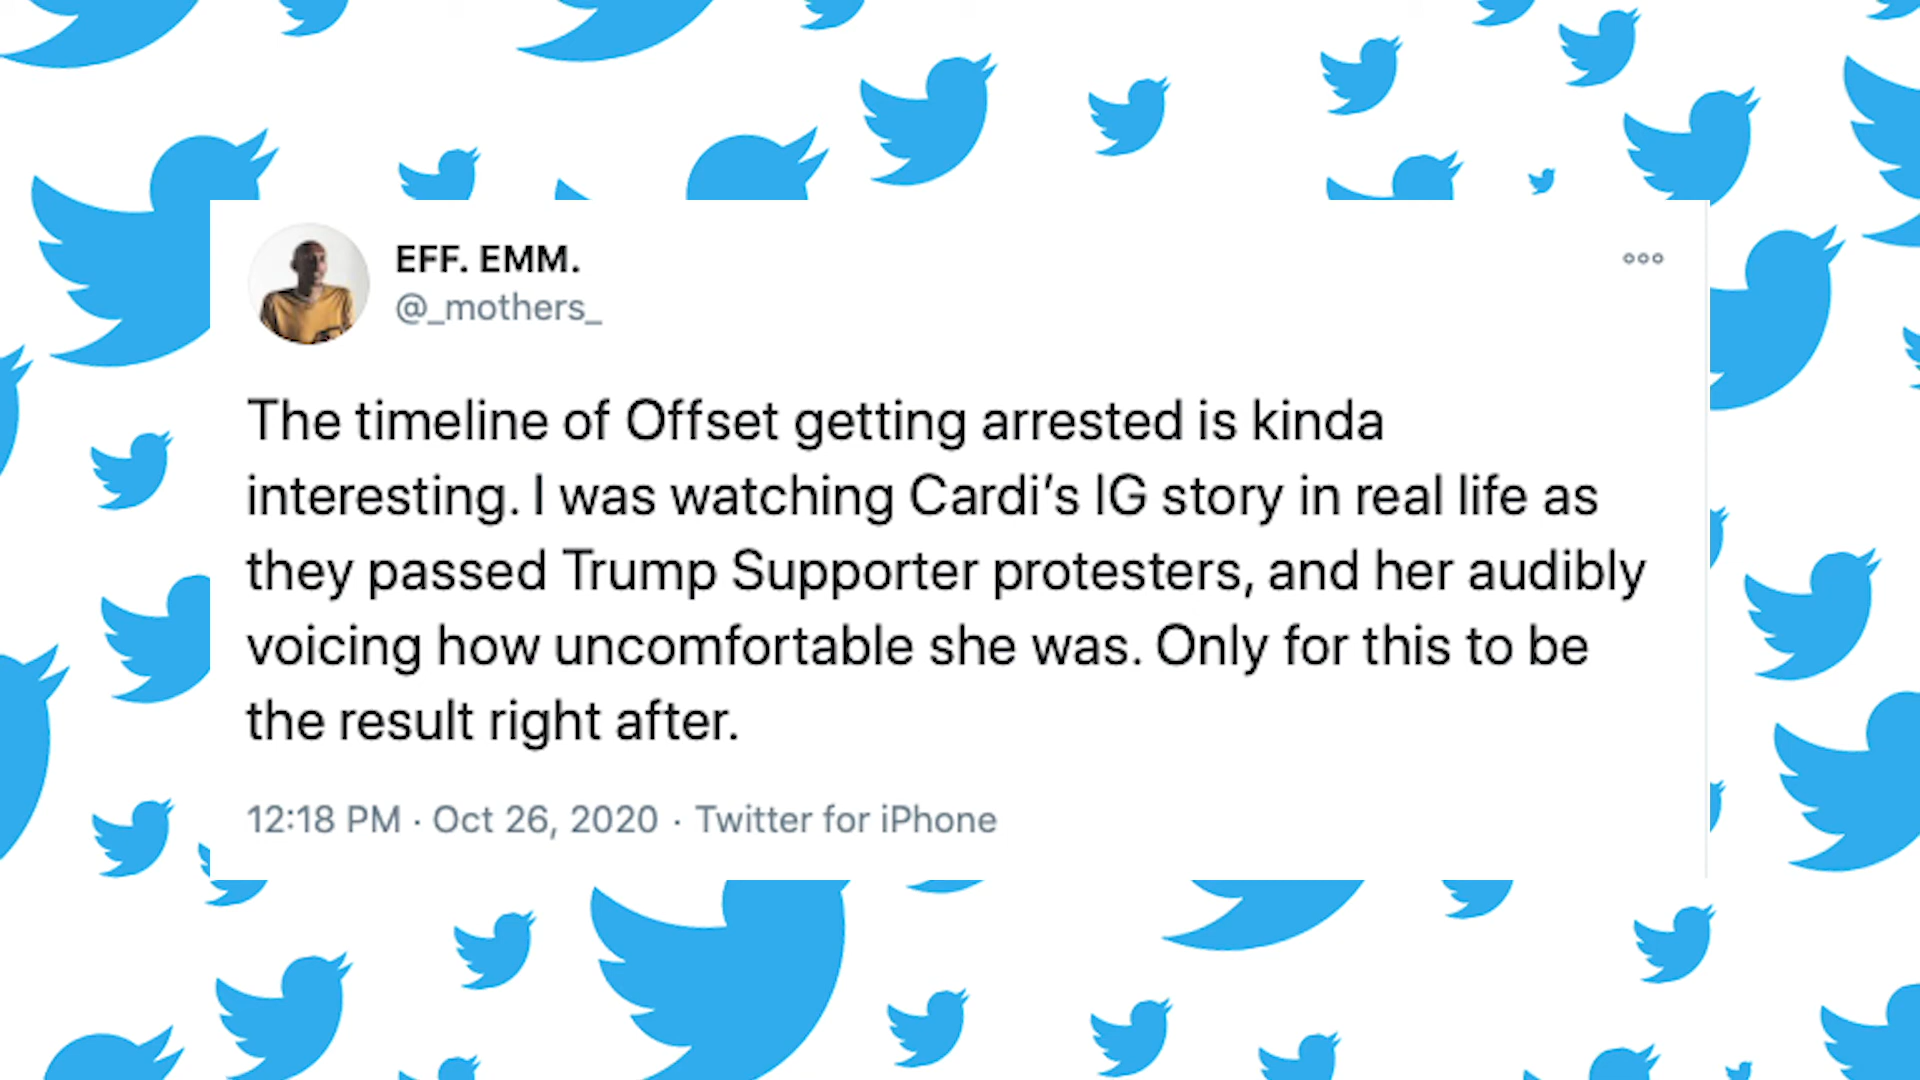 EFF. EMM.
@_mothers_
The timeline of Offset getting arrested is kinda
interesting. I was watching Cardi's IG story in real life as
they passed Trump Supporter protesters, and her audibly
voicing how uncomfortable she was. Only for this to be
the result right after.
12:18 PM · Oct 26, 2020 · Twitter for iPhone